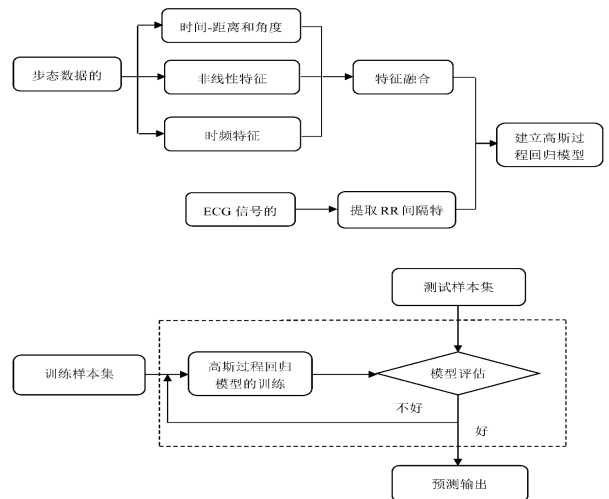 时间-距离和角度
步态数据的
非线性特征
特征融合
时频特征
建立高斯过
程回归模型
ECG 信号的
提取 RR 间隔特
测试样本集
训练样本集
高斯过程回归
模型的训练
模型评估
不好
好
预测输出